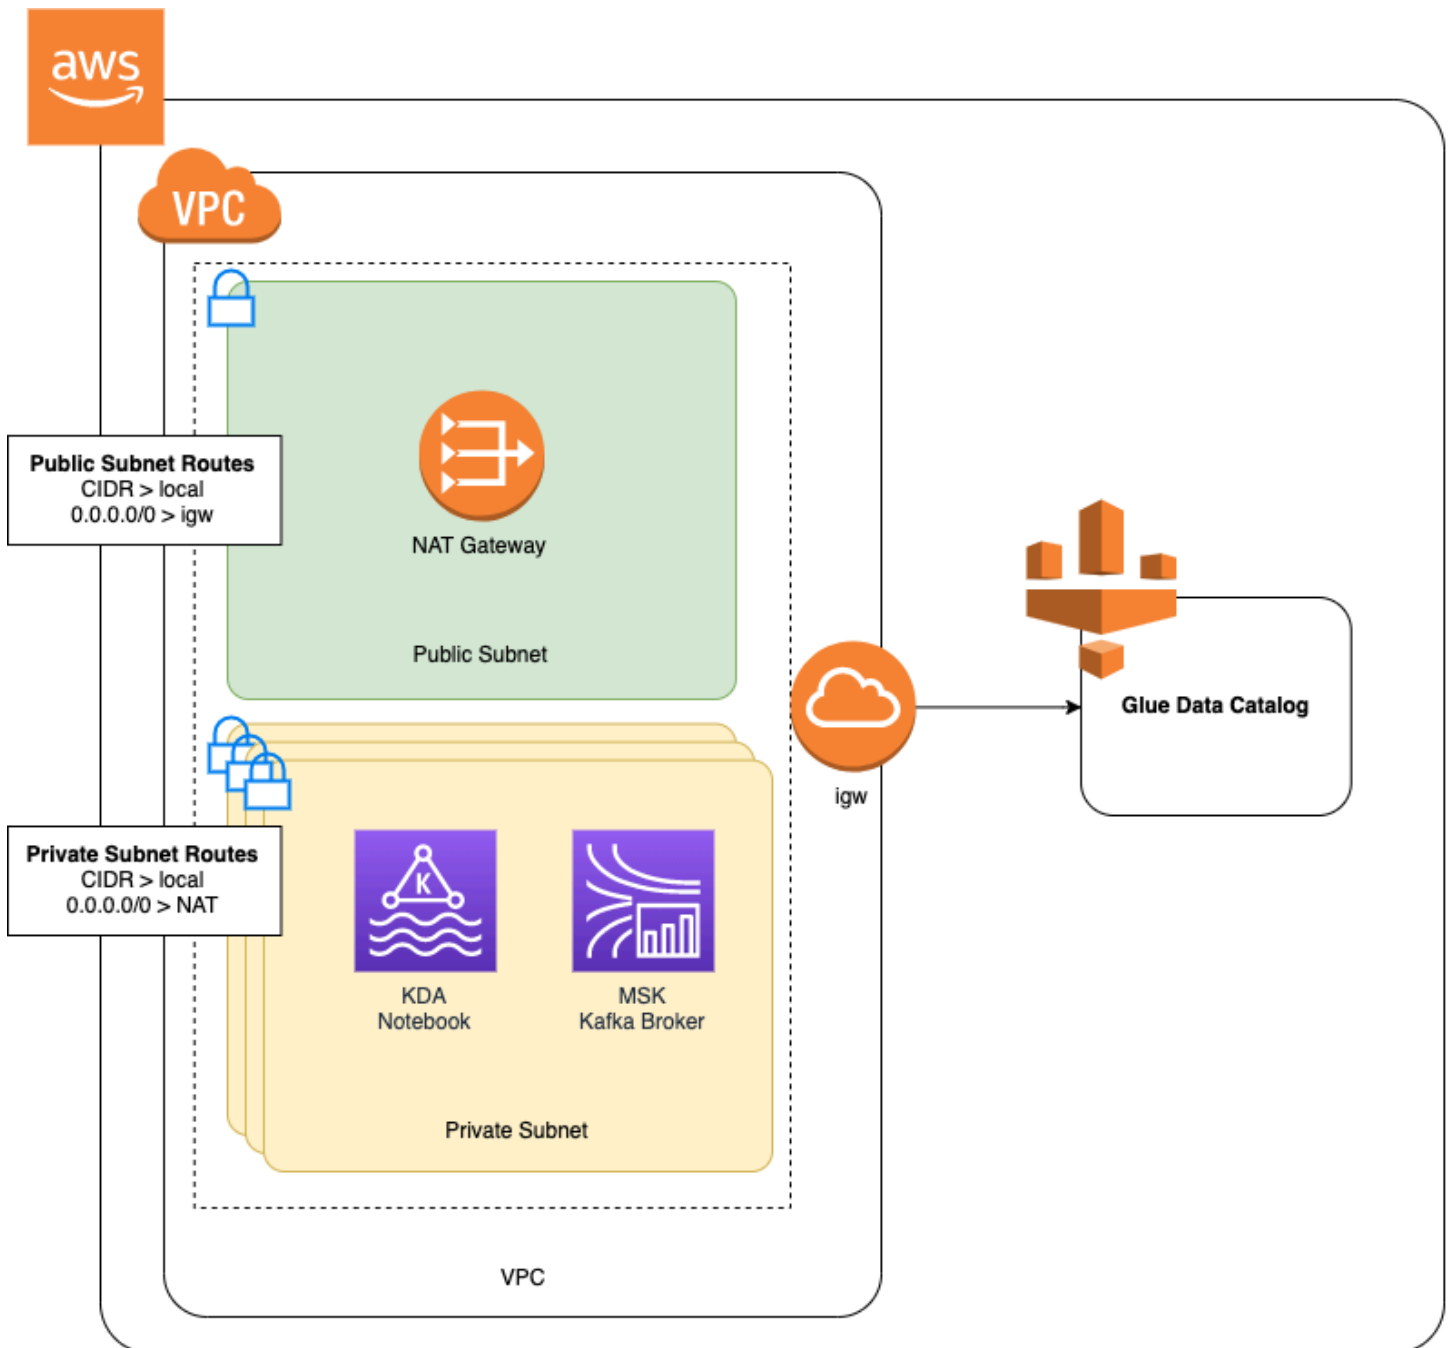 aws
VPC
Public Subnet Routes
CIDR > local
0.0.0.0/0 > igw
NAT Gateway
Public Subnet
Glue Data Catalog
igw
Private Subnet Routes
CIDR > local
0.0.0.0/0 > NAT
K
KDA
Notebook
MSK
Kafka Broker
Private Subnet
VPC